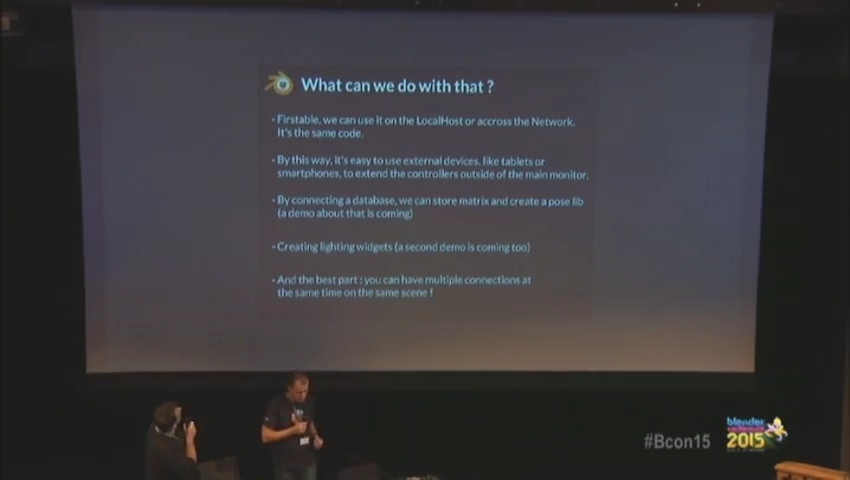 What can we do with that ?
- Firstable, we can use it on the LocalHost or accross the Network.
It's the same code.
- By this way, it's easy to use external devices, like tablets or
smartphones, to extend the controllers outside of the main monitor.
- By connecting a database, we can store matrix and create a pose lib
(a demo about that is coming)
- Creating lighting widgets (a second demo is coming too)
- And the best part : you can have multiple connections at
the same time on the same scene !
#Bcon15
blender
conference
2015